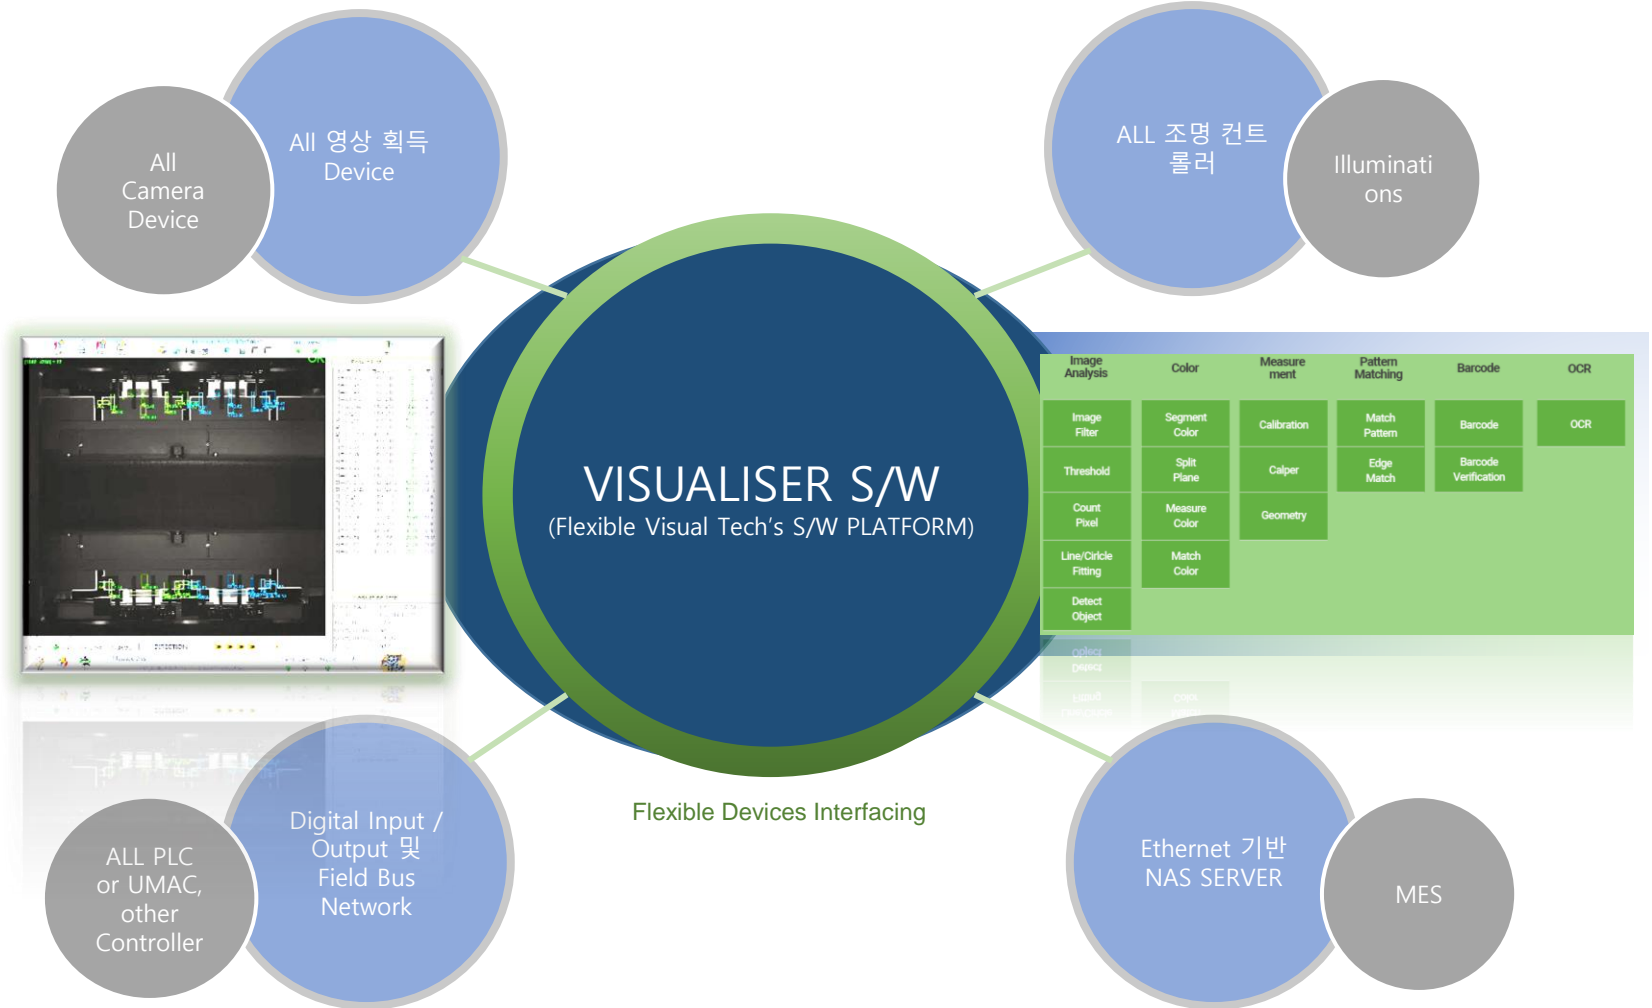 All 영상 획득
Device
All
Camera
Device
ALL 조명 컨트
롤러
Illuminati
ons
VISUALISER S/W
(Flexible Visual Tech's S/W PLATFORM)
Image
Analysis
Color
Measure
ment
Pattern
Matching
Barcode
OCR
Image
Filter
Segment
Color
Calibration
Match
Pattern
Barcode
OCR
Threshold
Split
Plane
Calper
Edge
Match
Barcode
Verification
Count
Pixel
Measure
Color
Geometry
Line/Cirlcle
Fitting
Match
Color
Detect
Object
OK
Flexible Devices Interfacing
Digital Input /
Output 및
Field Bus
Network
ALL PLC
or UMAC,
other
Controller
Ethernet 기반
NAS SERVER
MES